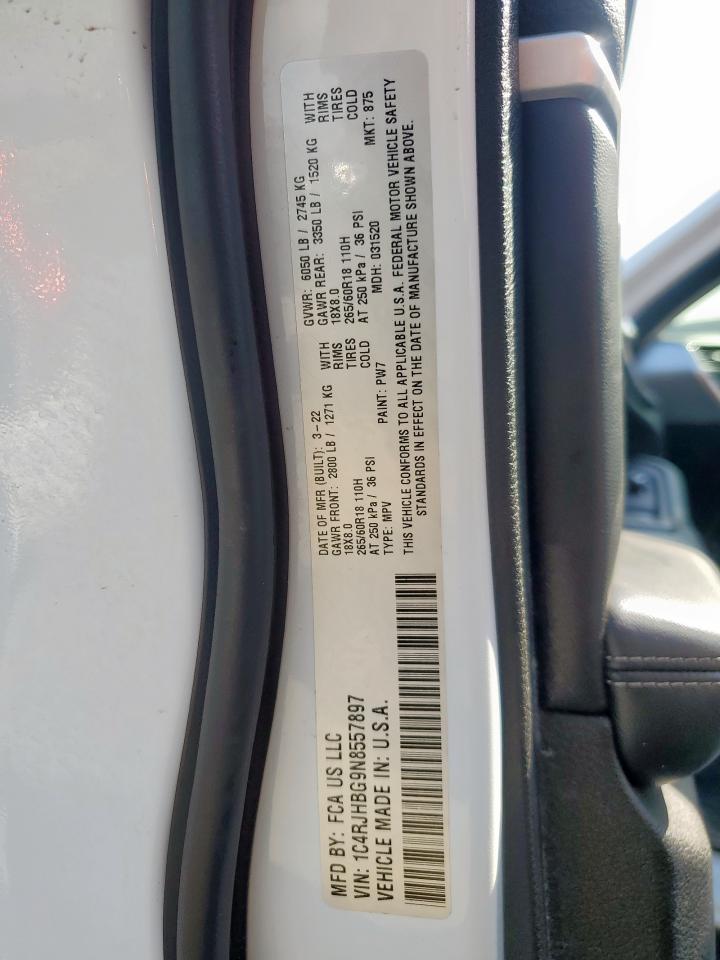 MFD BY: FCA US LLC
VIN: 1C4RJHBG9N8557897
VEHICLE MADE IN: U.S.A.
DATE OF MFR (BUILT): 3-22
GAWR FRONT: 2800 LB / 1271 KG WITH
18X8.0 RIMS
265/60R18 110H TIRES
AT 250 kPa / 36 PSI COLD
TYPE: MPV
GVWR: 6050 LB / 2745 KG
GAWR REAR: 3350 LB / 1520 KG WITH
18X8.0 RIMS
265/60R18 110H TIRES
AT 250 kPa / 36 PSI COLD
PAINT: PW7 MDH: 031520 MKT: 875
THIS VEHICLE CONFORMS TO ALL APPLICABLE U.S.A. FEDERAL MOTOR VEHICLE SAFETY
STANDARDS IN EFFECT ON THE DATE OF MANUFACTURE SHOWN ABOVE.